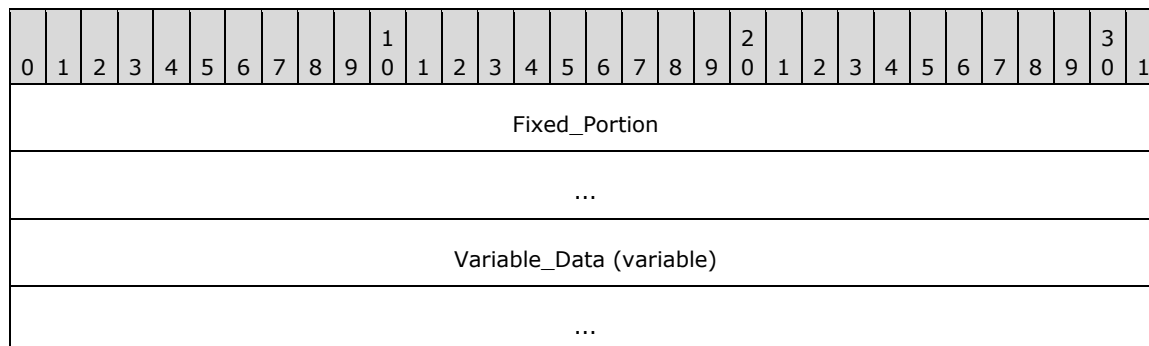 1 2 3
0 1 2 3 4 5 6 7 8 9 0 1 2 3 4 5 6 7 8 9 0 1 2 3 4 5 6 7 8 9 0 1
Fixed_Portion
...
Variable_Data (variable)
...